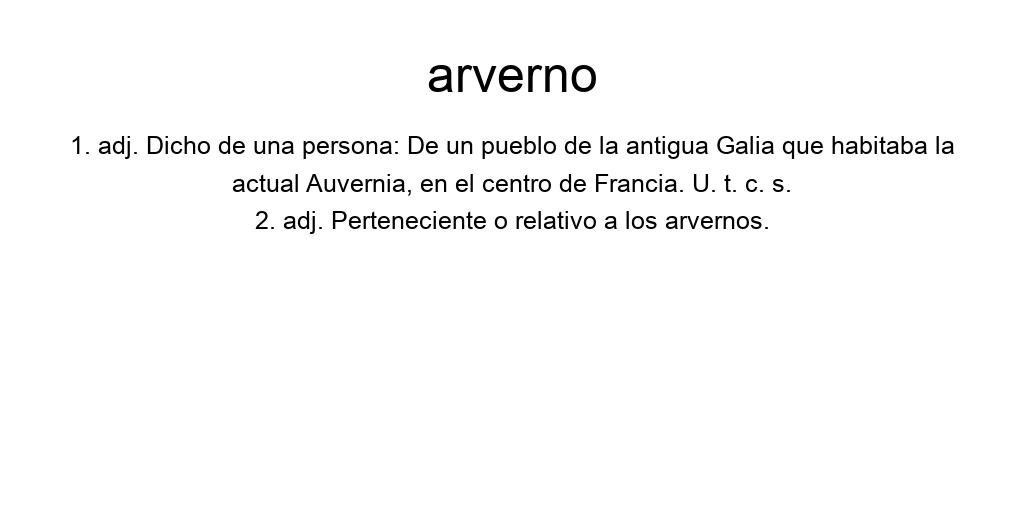 arverno
1. adj. Dicho de una persona: De un pueblo de la antigua Galia que habitaba la
actual Auvernia, en el centro de Francia. U. t. c. s.
2. adj. Perteneciente o relativo a los arvernos.